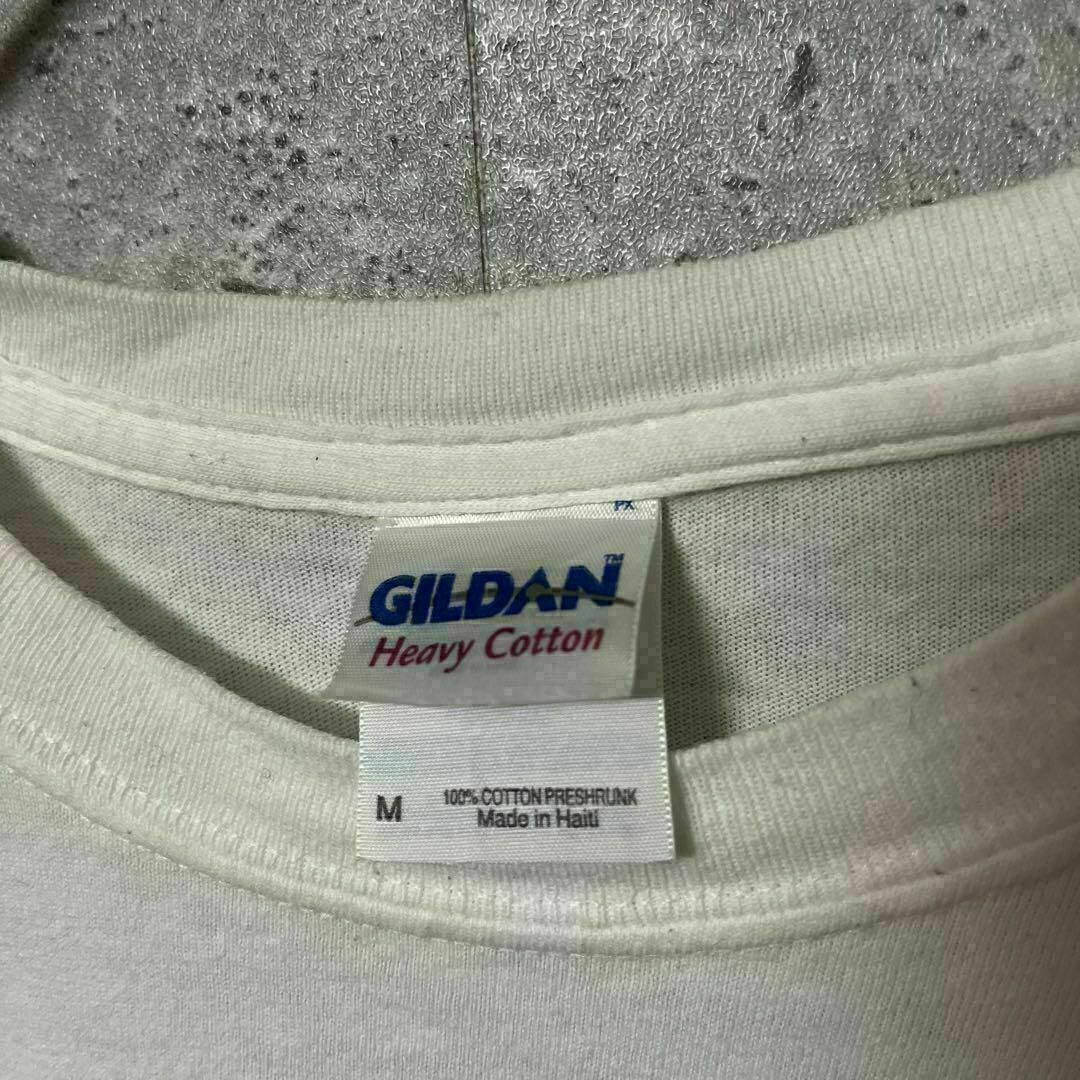 PX
GILDAN™
Heavy Cotton
M
100% COTTON PRESHRUNK
Made in Haiti